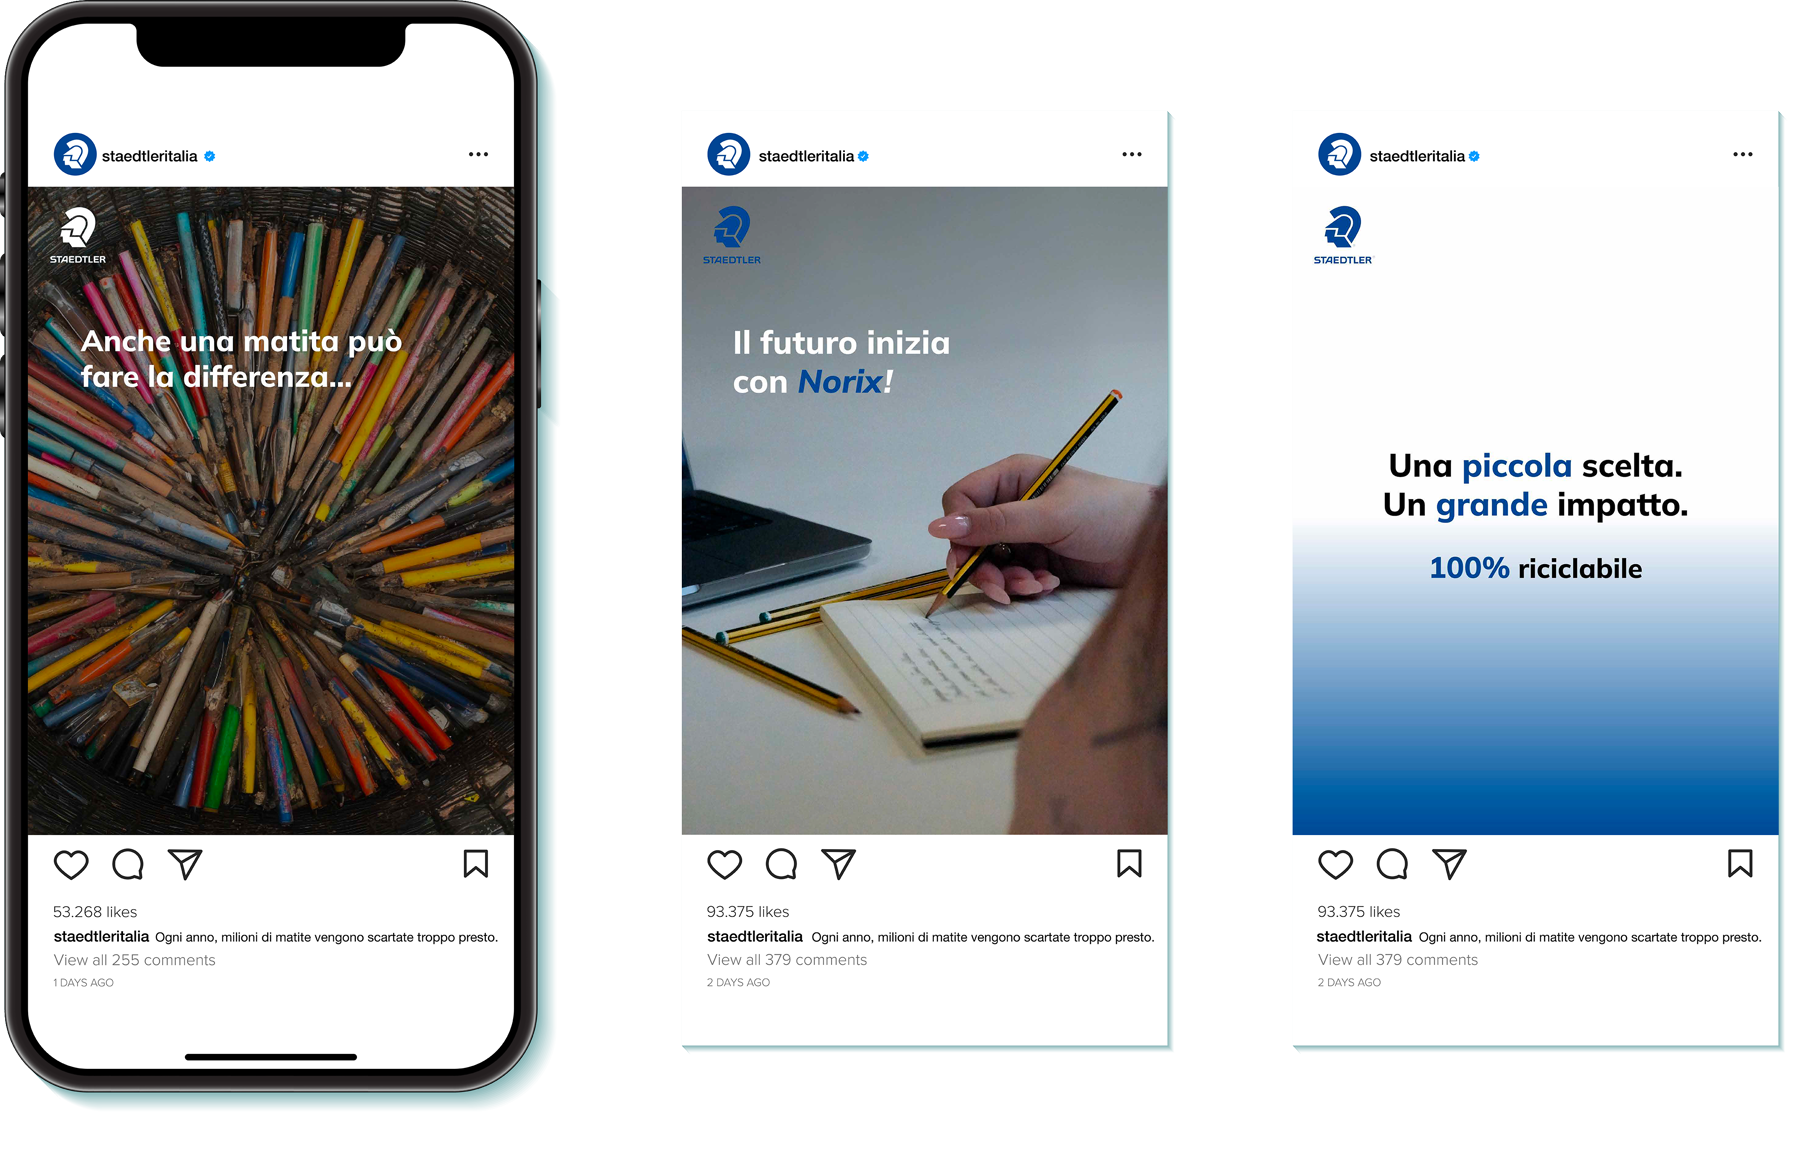 staedtleritalia
STAEDTLER
Anche una matita può
fare la differenza...
53.268 likes
staedtleritalia Ogni anno, milioni di matite vengono scartate troppo presto.
View all 255 comments
1 DAYS AGO
staedtleritalia
STAEDTLER
Il futuro inizia
con Norix!
93.375 likes
staedtleritalia Ogni anno, milioni di matite vengono scartate troppo presto.
View all 379 comments
2 DAYS AGO
staedtleritalia
STAEDTLER
Una piccola scelta.
Un grande impatto.
100% riciclabile
93.375 likes
staedtleritalia Ogni anno, milioni di matite vengono scartate troppo presto.
View all 379 comments
2 DAYS AGO